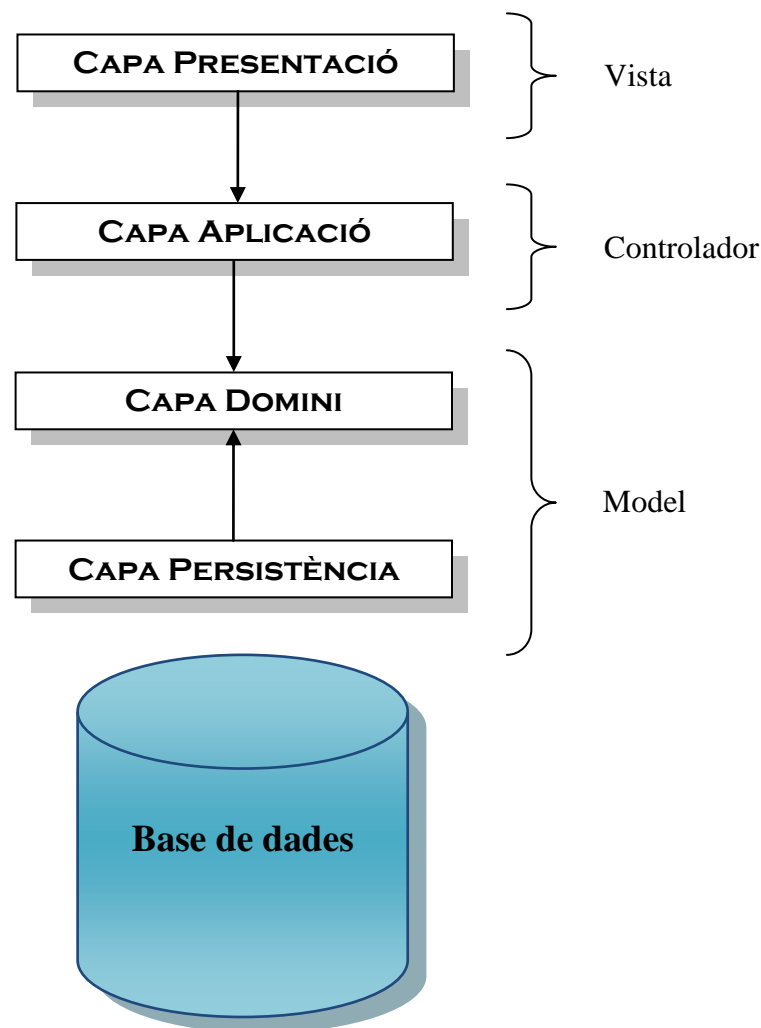 CAPA PRESENTACIÓ
Vista
CAPA APLICACIÓ
Controlador
CAPA DOMINI
Model
CAPA PERSISTÈNCIA
Base de dades